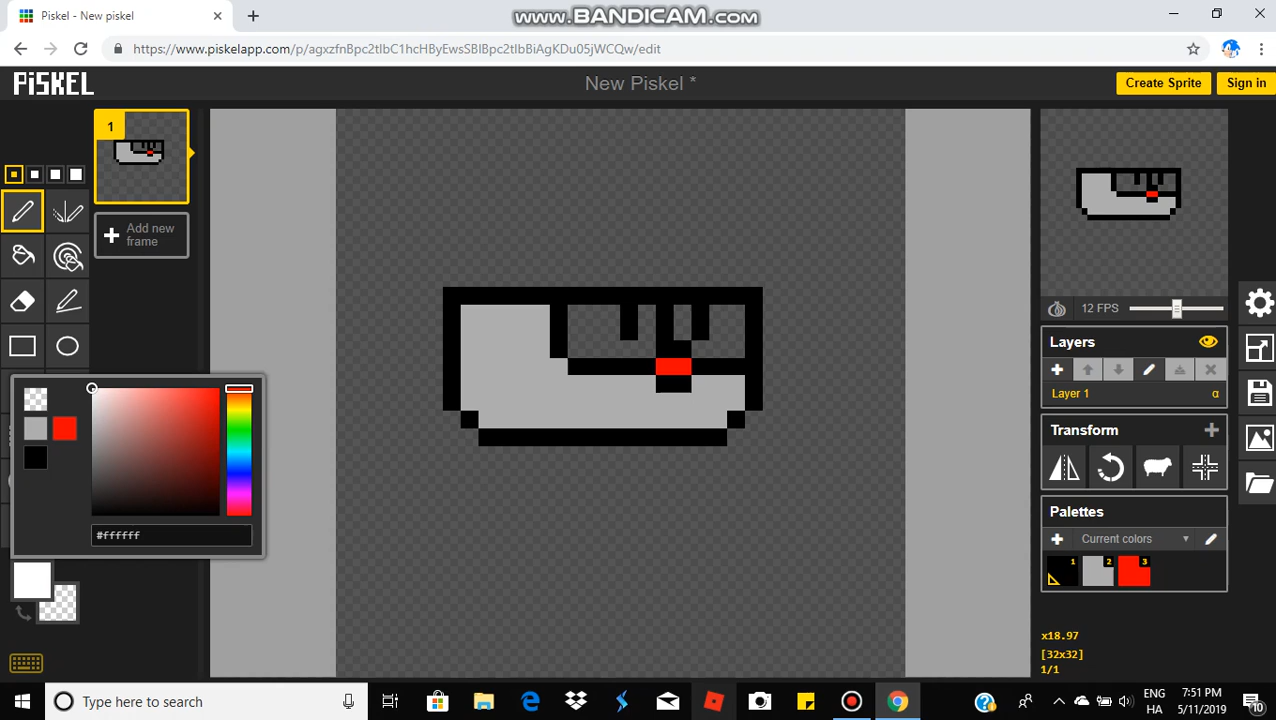 Piskel - New piskel
www.BANDICAM.com
https://www.piskelapp.com/p/agxzfnBpc2tlbC1hcHByEwsSBlBpc2tlbBiAgKDu05jWCQw/edit
PiSKEL
New Piskel *
Create Sprite
Sign in
1
Add new
frame
12 FPS
Layers
Layer 1
α
Transform
Palettes
Current colors
1
2
3
#ffffff
x18.97
[32x32]
1/1
Type here to search
ENG
HA
7:51 PM
5/11/2019
10